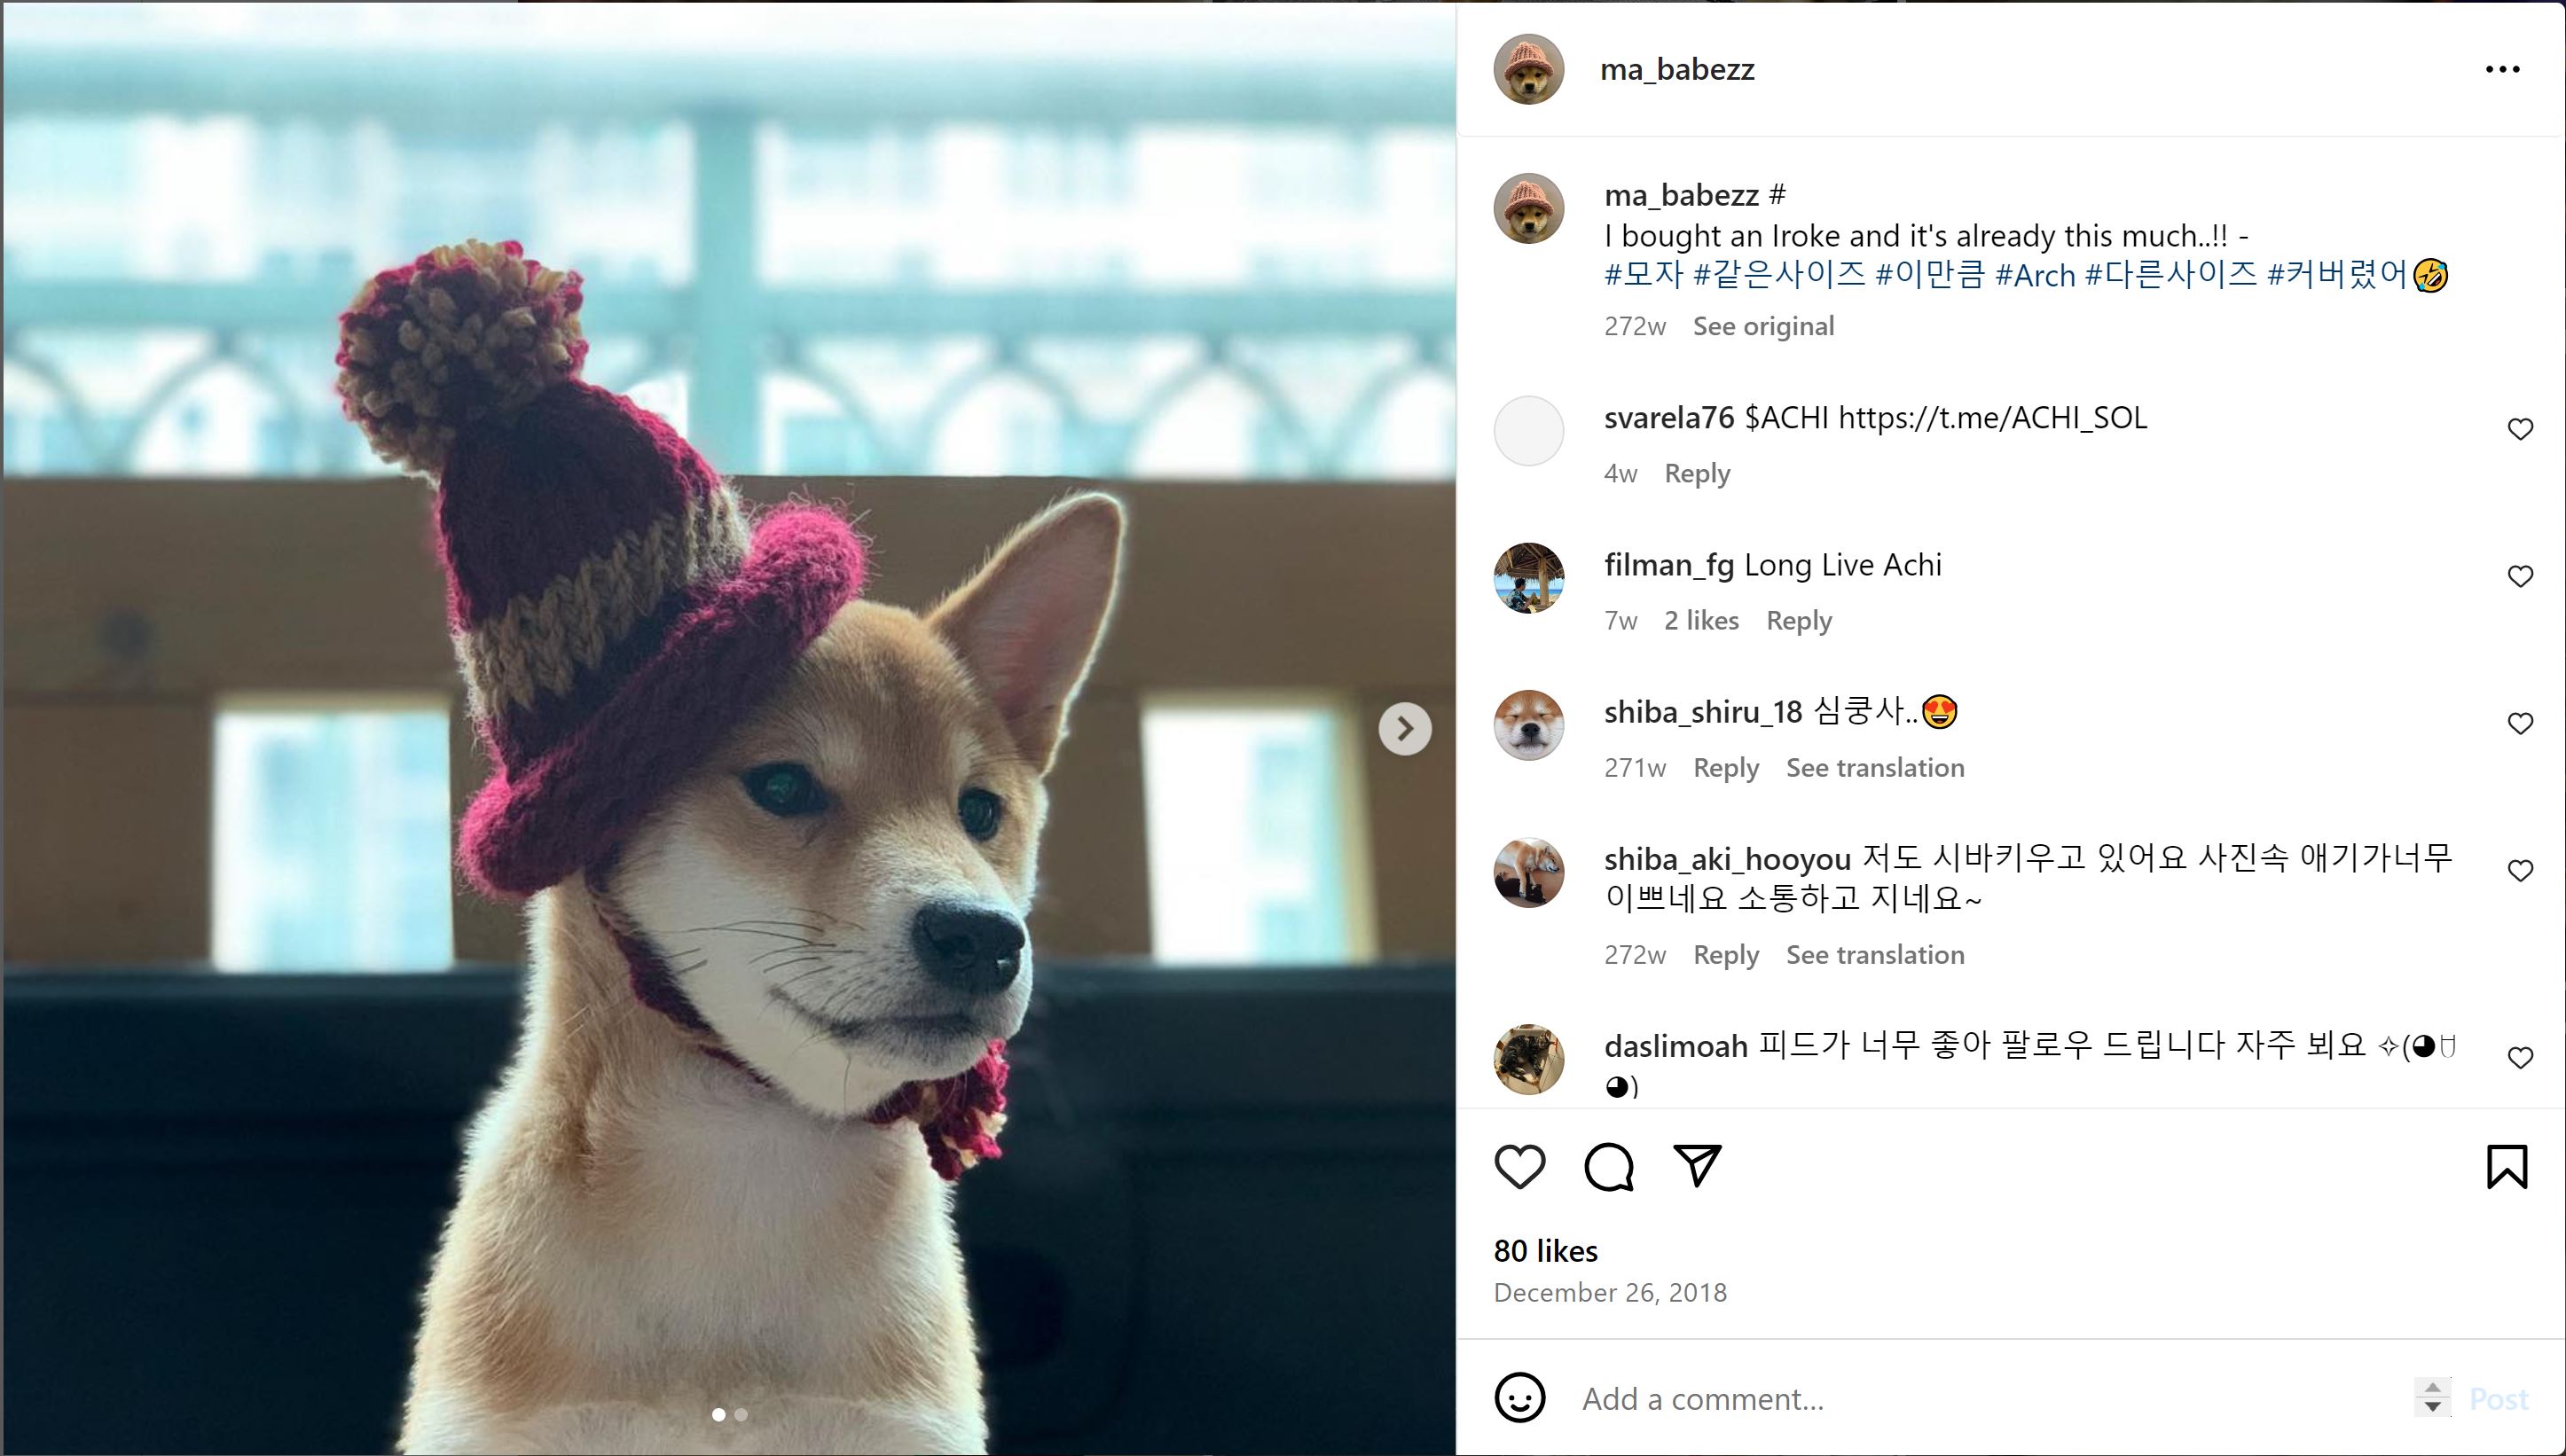 ma_babezz
ma_babezz #
I bought an Iroke and it's already this much..!! -
#모자 #같은사이즈 #이만큼 #Arch #다른사이즈 #커버렸어🤣
272w See original
svarela76 $ACHI https://t.me/ACHI_SOL
4w Reply
filman_fg Long Live Achi
7w 2 likes Reply
shiba_shiru_18 심쿵사..😍
271w Reply See translation
shiba_aki_hooyou 저도 시바키우고 있어요 사진속 애기가너무
이쁘네요 소통하고 지네요~
272w Reply See translation
daslimoah 피드가 너무 좋아 팔로우 드립니다 자주 뵈요 ✧(◕ਊ
◕)
80 likes
December 26, 2018
Add a comment...
Post